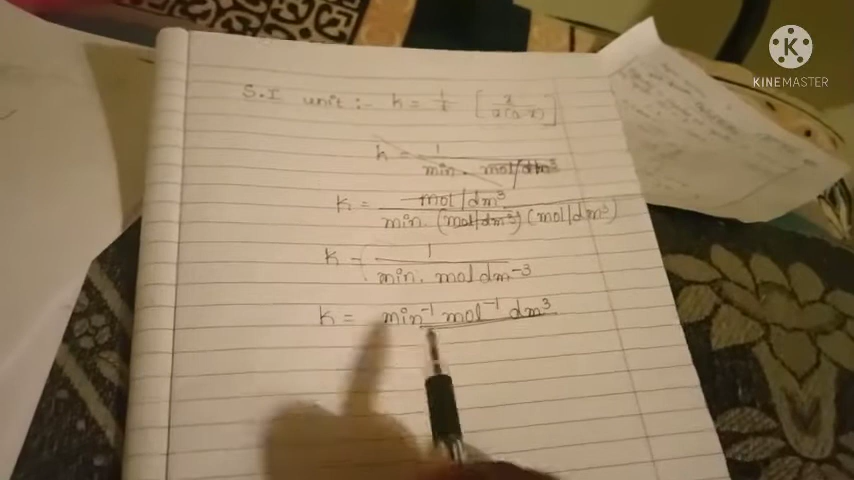 K
KINEMASTER
S.I unit :- k = 1/t [x/a(a-x)]
k = 1/min . mol/dm³
K = mol/dm³ / min. (mol/dm³) (mol/dm³)
K = 1/min. mol dm⁻³
K = min⁻¹ mol⁻¹ dm³